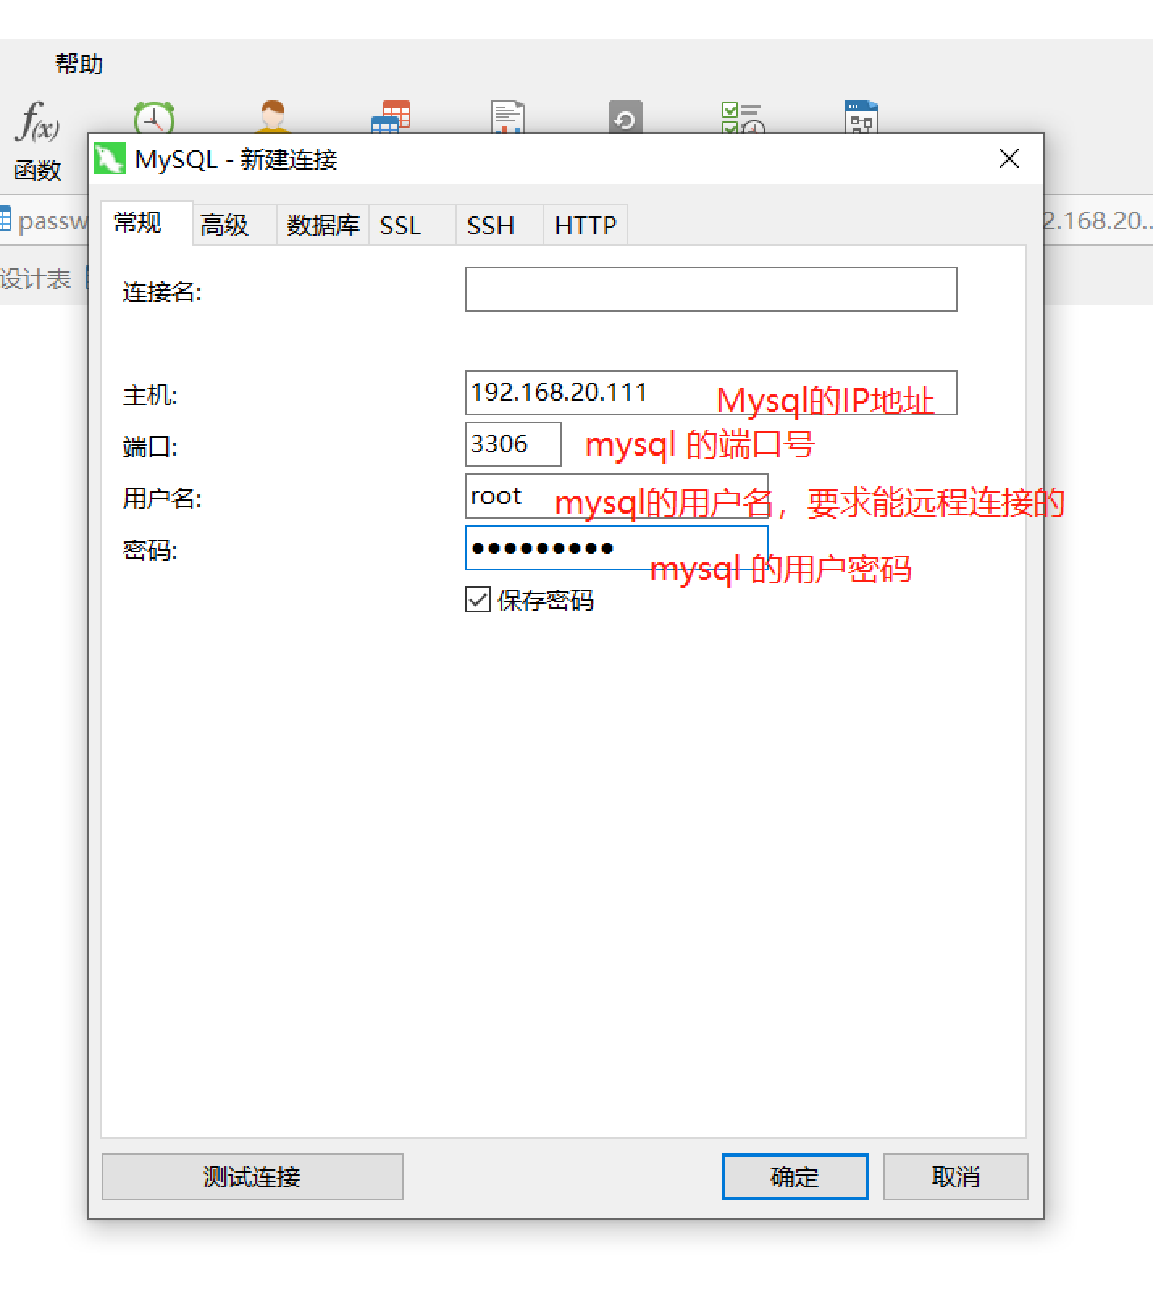 帮助
f(x)
函数
MySQL - 新建连接
passw
2.168.20...
常规 高级 数据库 SSL SSH HTTP
设计表
连接名:
主机: 192.168.20.111 Mysql的IP地址
端口: 3306 mysql 的端口号
用户名: root mysql的用户名，要求能远程连接的
密码: ●●●●●●●●● mysql 的用户密码
保存密码
测试连接 确定 取消